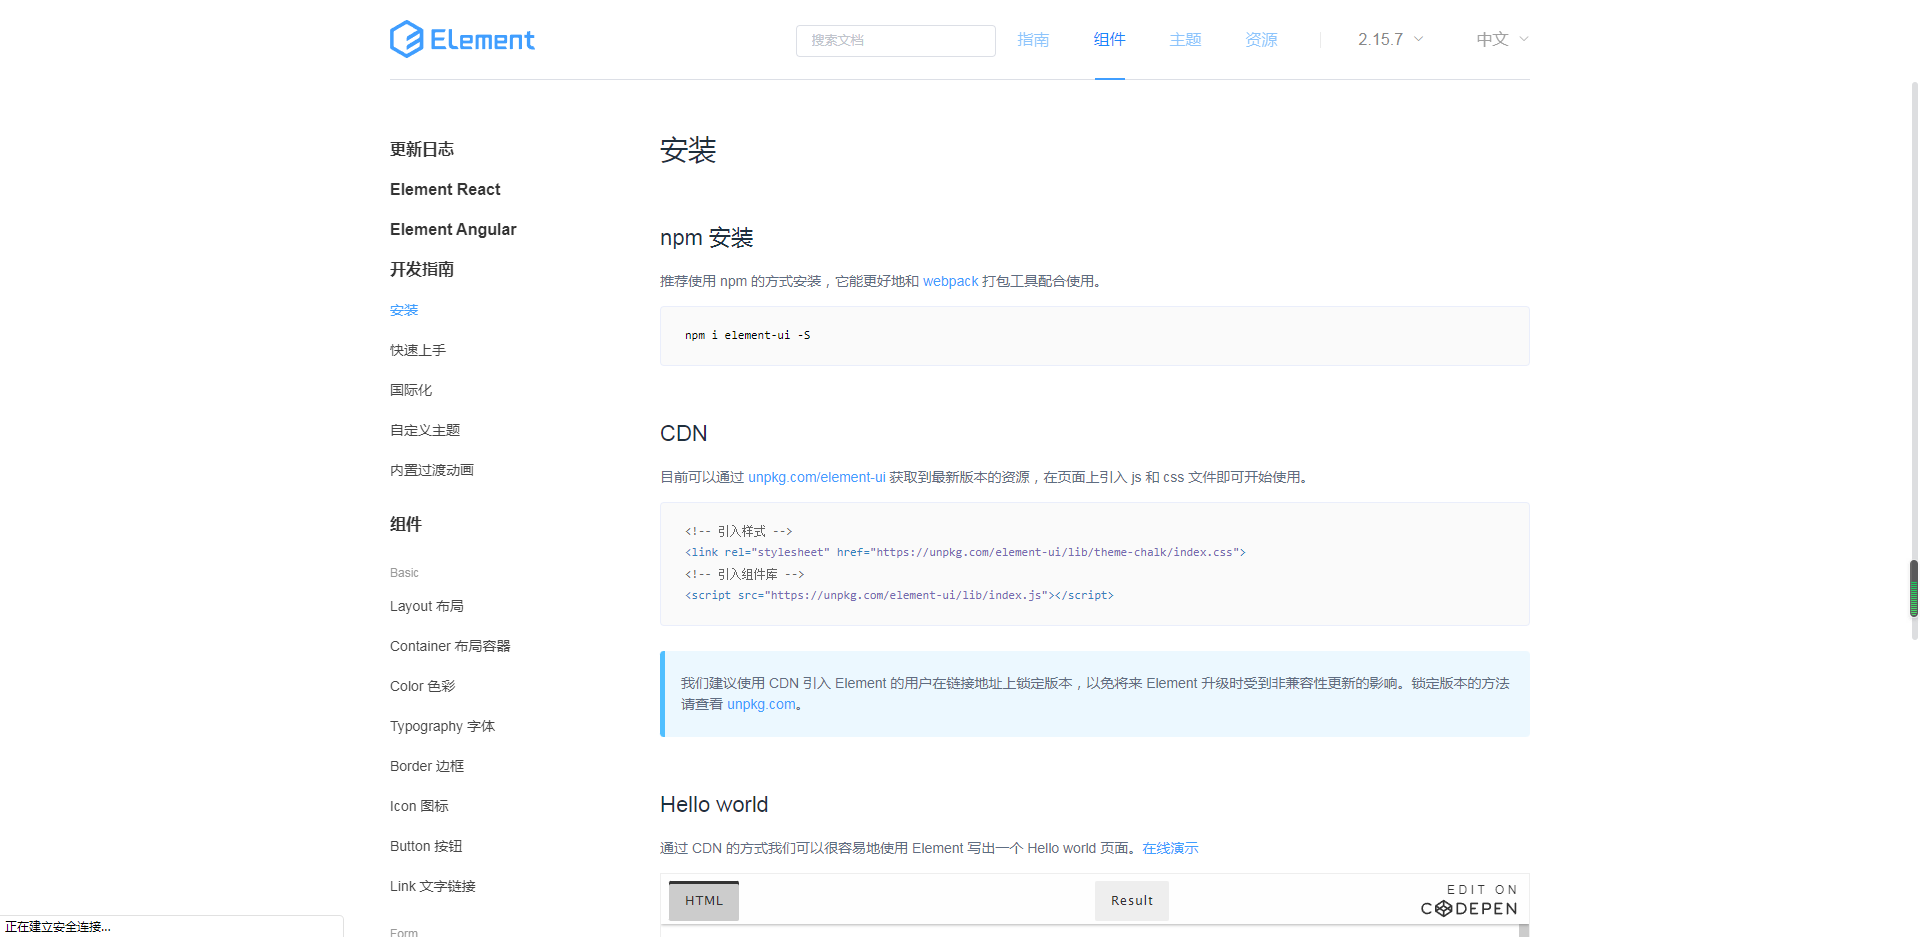 Element
搜索文档
指南
组件
主题
资源
2.15.7
中文
更新日志
Element React
Element Angular
开发指南
安装
快速上手
国际化
自定义主题
内置过渡动画
组件
Basic
Layout 布局
Container 布局容器
Color 色彩
Typography 字体
Border 边框
Icon 图标
Button 按钮
Link 文字链接
Form
安装
npm 安装
推荐使用 npm 的方式安装，它能更好地和 webpack 打包工具配合使用。
npm i element-ui -S
CDN
目前可以通过 unpkg.com/element-ui 获取到最新版本的资源，在页面上引入 js 和 css 文件即可开始使用。
<!-- 引入样式 -->
<link rel="stylesheet" href="https://unpkg.com/element-ui/lib/theme-chalk/index.css">
<!-- 引入组件库 -->
<script src="https://unpkg.com/element-ui/lib/index.js"></script>
我们建议使用 CDN 引入 Element 的用户在链接地址上锁定版本，以免将来 Element 升级时受到非兼容性更新的影响。锁定版本的方法
请查看 unpkg.com。
Hello world
通过 CDN 的方式我们可以很容易地使用 Element 写出一个 Hello world 页面。在线演示
HTML
Result
EDIT ON
CODEPEN
正在建立安全连接...